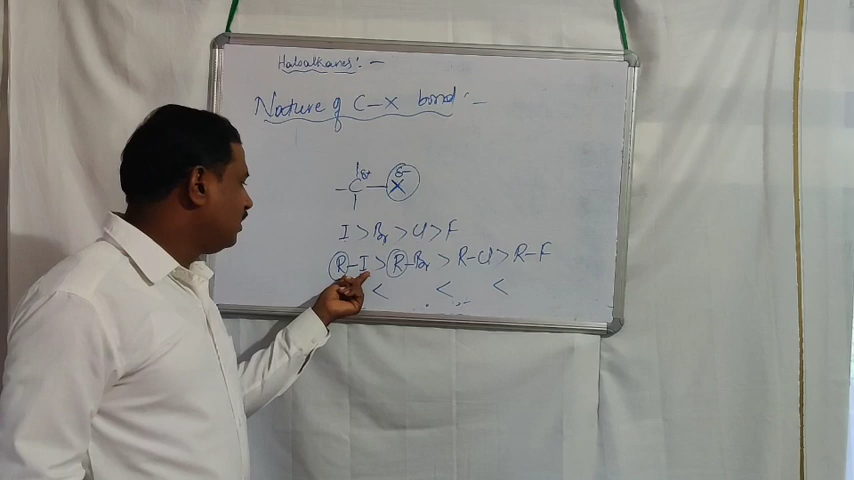 Haloalkanes:-
Nature of C-X bond:-
δ+ δ-
-C-X
I > Br > Cl > F
R-I > R-Br > R-Cl > R-F
< < <